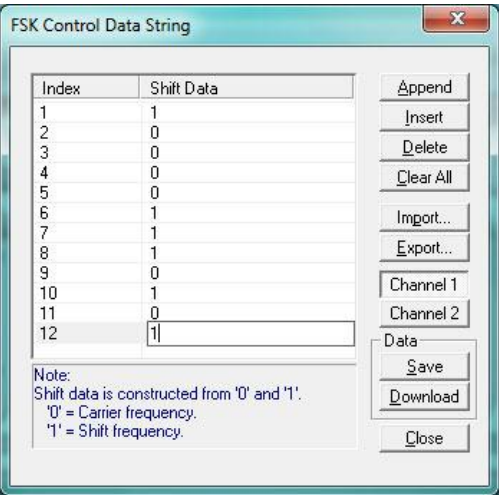 FSK Control Data String
Index Shift Data
1 1
2 0
3 0
4 0
5 0
6 1
7 1
8 1
9 0
10 1
11 0
12 1
Append
Insert
Delete
Clear All
Import...
Export...
Channel 1
Channel 2
Data
Save
Download
Close
Note:
Shift data is constructed from '0' and '1'.
'0' = Carrier frequency.
'1' = Shift frequency.